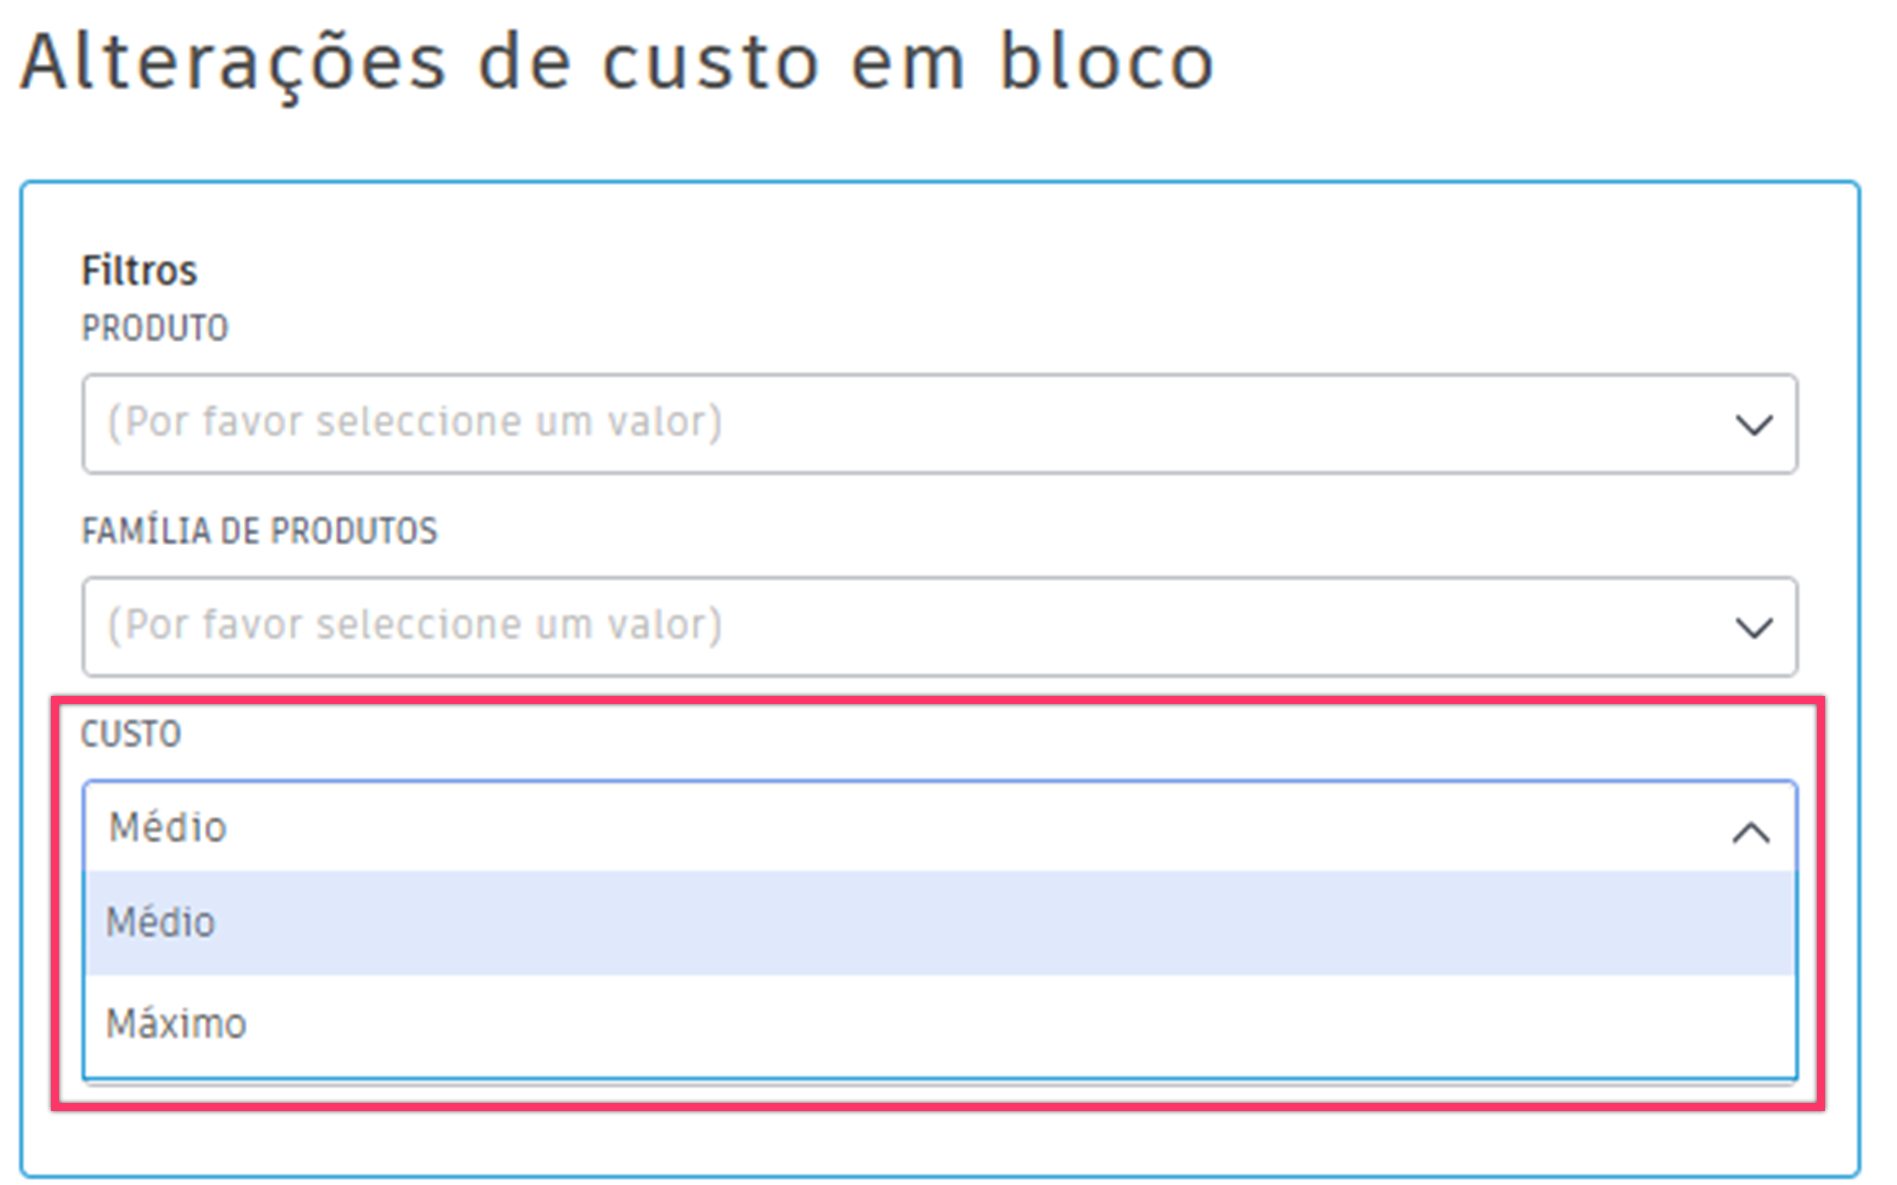 Alterações de custo em bloco
Filtros
PRODUTO
(Por favor seleccione um valor)
FAMÍLIA DE PRODUTOS
(Por favor seleccione um valor)
CUSTO
Médio
Médio
Máximo